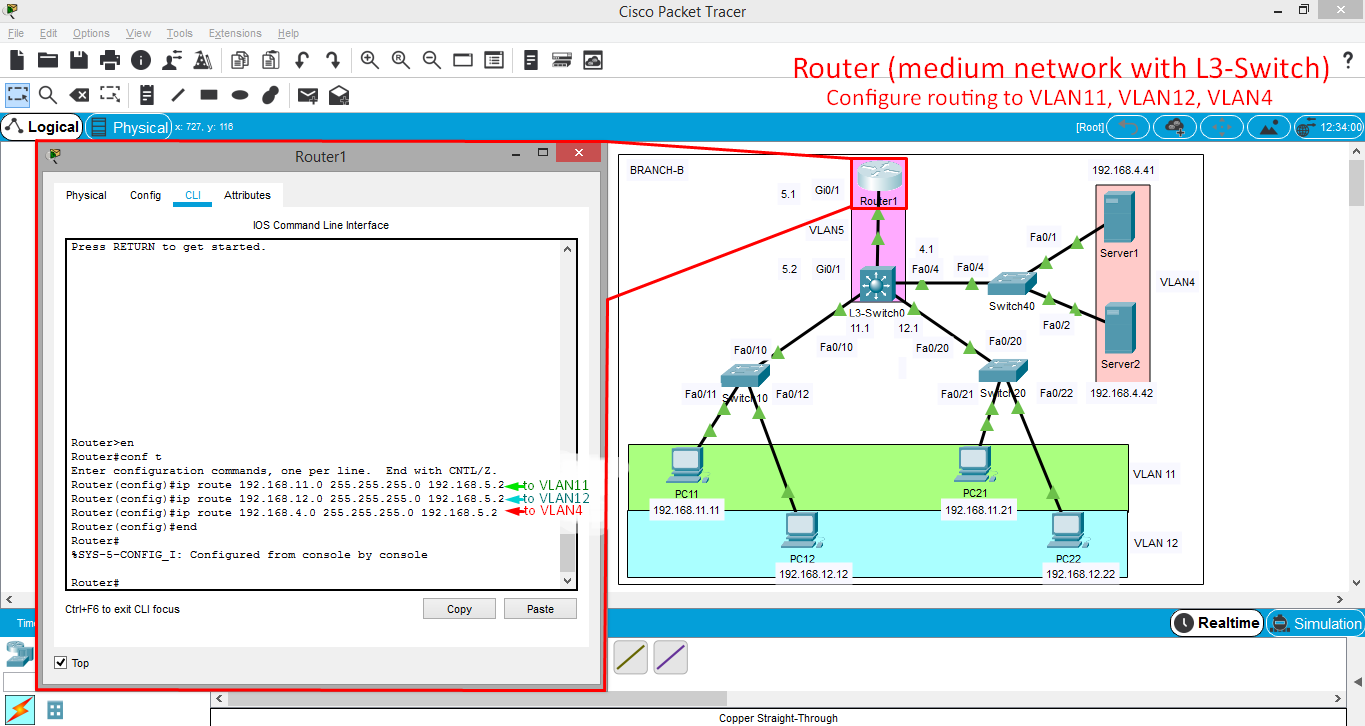 Cisco Packet Tracer
File Edit Options View Tools Extensions Help
Router (medium network with L3-Switch)
?
Configure routing to VLAN11, VLAN12, VLAN4
Logical
Physical
x: 727, y: 116
[Root]
12:34:00
Router1
Physical Config CLI Attributes
IOS Command Line Interface
Press RETURN to get started.
Router>en
Router#conf t
Enter configuration commands, one per line.  End with CNTL/Z.
Router(config)#ip route 192.168.11.0 255.255.255.0 192.168.5.2
to VLAN11
Router(config)#ip route 192.168.12.0 255.255.255.0 192.168.5.2
to VLAN12
Router(config)#ip route 192.168.4.0 255.255.255.0 192.168.5.2
to VLAN4
Router(config)#end
Router#
%SYS-5-CONFIG_I: Configured from console by console
Router#
Ctrl+F6 to exit CLI focus
Copy
Paste
Top
BRANCH-B
192.168.4.41
5.1
Gi0/1
Router1
VLAN5
4.1
Fa0/1
Server1
5.2
Gi0/1
Fa0/4
Fa0/4
VLAN4
L3-Switch0
Switch40
11.1
12.1
Fa0/2
Fa0/10
Fa0/10
Fa0/20
Fa0/20
Server2
Fa0/11
Switch10
Fa0/12
Fa0/21
Switch20
Fa0/22
192.168.4.42
VLAN 11
PC11
PC21
192.168.11.11
192.168.11.21
VLAN 12
PC12
PC22
192.168.12.12
192.168.12.22
Time
Realtime
Simulation
Copper Straight-Through